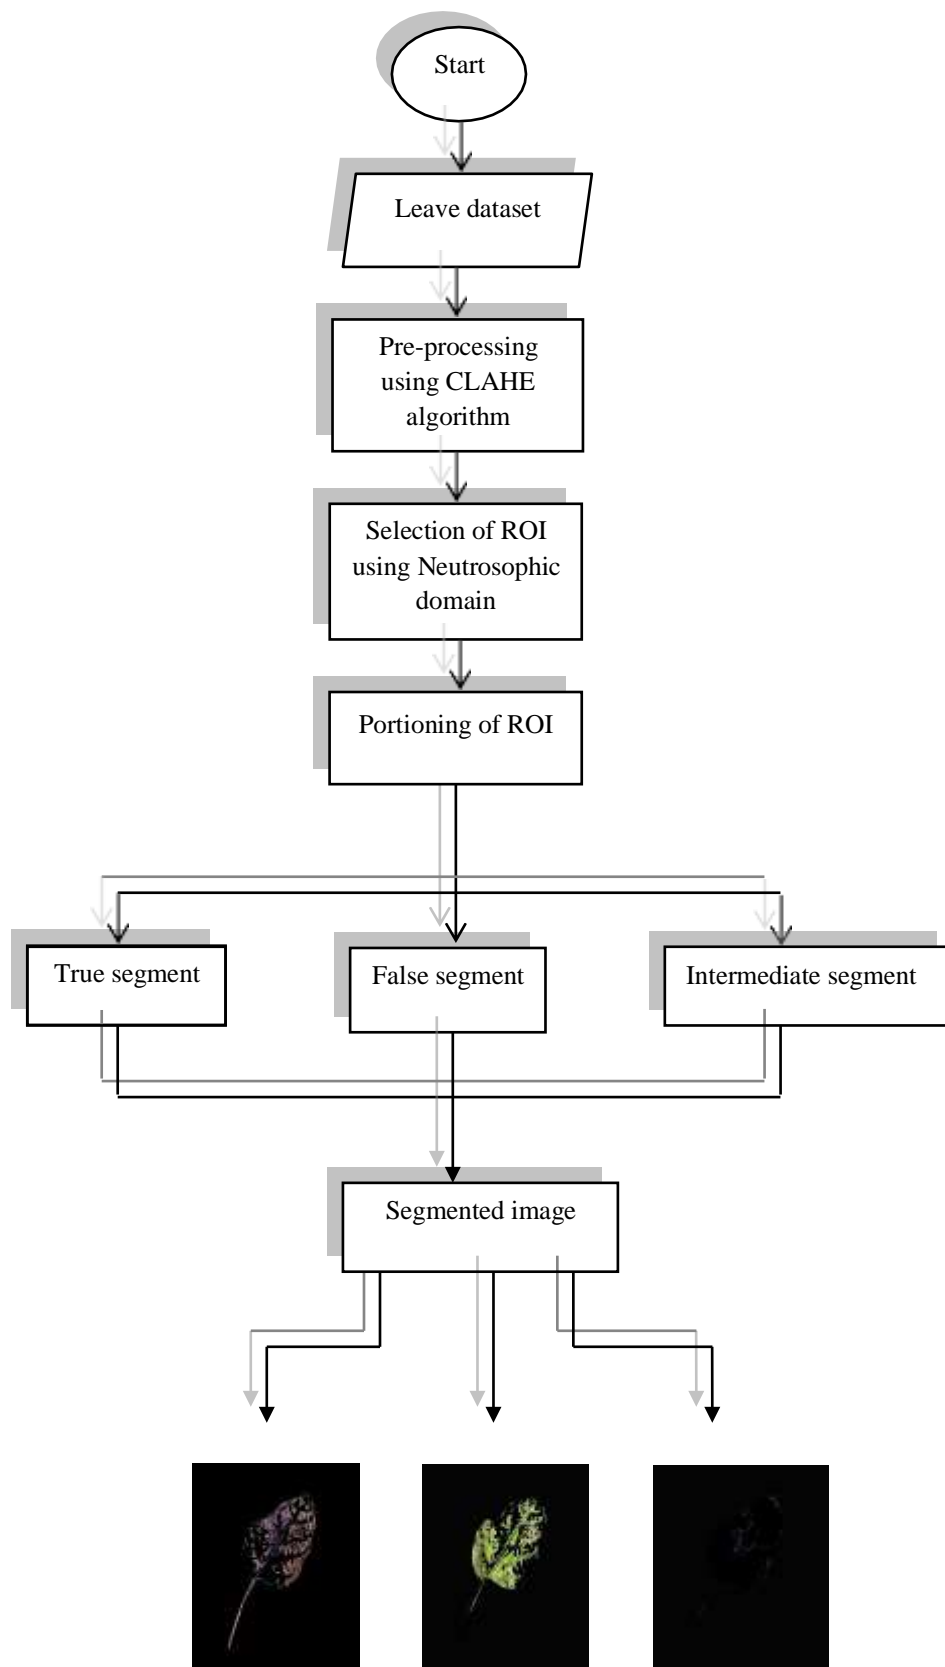 Start
Leave dataset
Pre-processing
using CLAHE
algorithm
Selection of ROI
using Neutrosophic
domain
Portioning of ROI
True segment
False segment
Intermediate segment
Segmented image